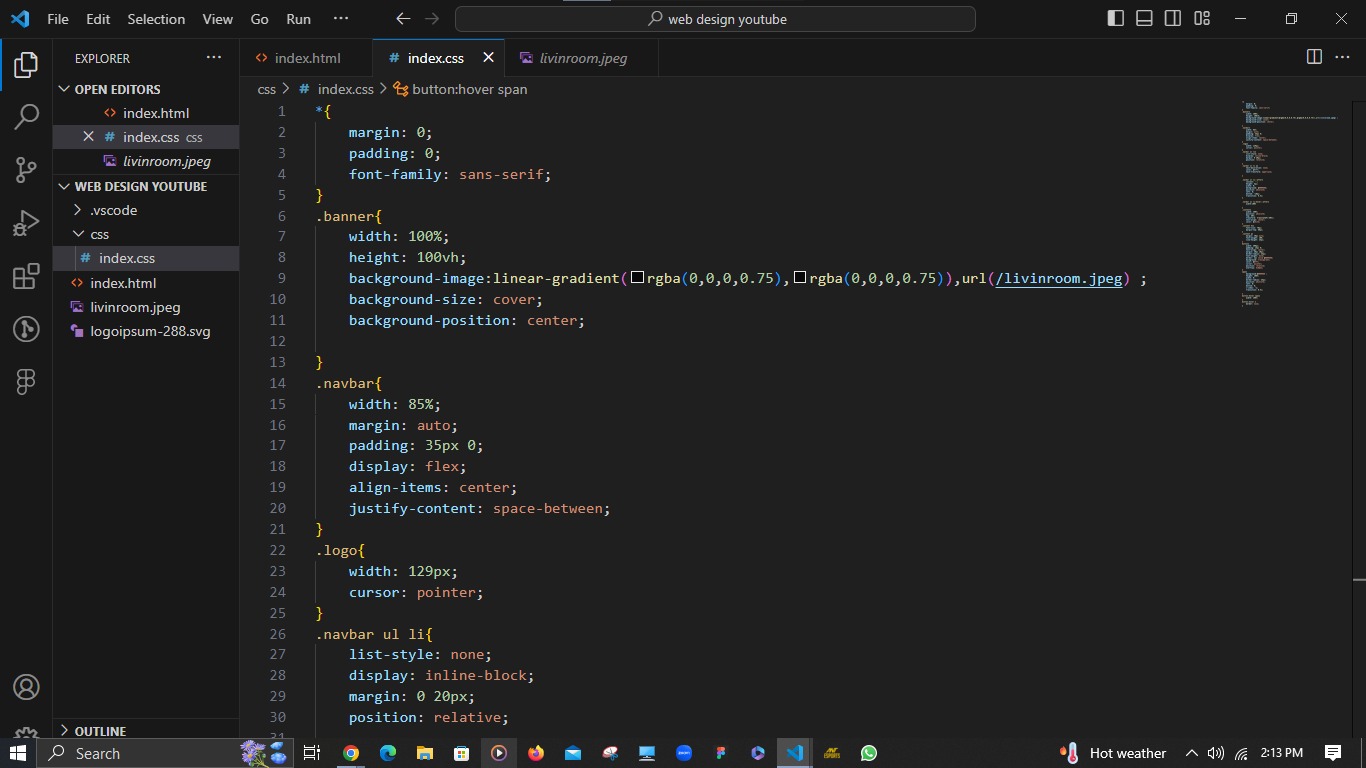 File Edit Selection View Go Run ···
web design youtube
EXPLORER ···
OPEN EDITORS
index.html
index.css css
livinroom.jpeg
WEB DESIGN YOUTUBE
.vscode
css
# index.css
index.html
livinroom.jpeg
logoipsum-288.svg
OUTLINE
index.html
# index.css
livinroom.jpeg
css > # index.css > button:hover span
1 *{
2 margin: 0;
3 padding: 0;
4 font-family: sans-serif;
5 }
6 .banner{
7 width: 100%;
8 height: 100vh;
9 background-image:linear-gradient(rgba(0,0,0,0.75),rgba(0,0,0,0.75)),url(/livinroom.jpeg) ;
10 background-size: cover;
11 background-position: center;
12
13 }
14 .navbar{
15 width: 85%;
16 margin: auto;
17 padding: 35px 0;
18 display: flex;
19 align-items: center;
20 justify-content: space-between;
21 }
22 .logo{
23 width: 129px;
24 cursor: pointer;
25 }
26 .navbar ul li{
27 list-style: none;
28 display: inline-block;
29 margin: 0 20px;
30 position: relative;
31
Search
Hot weather
2:13 PM